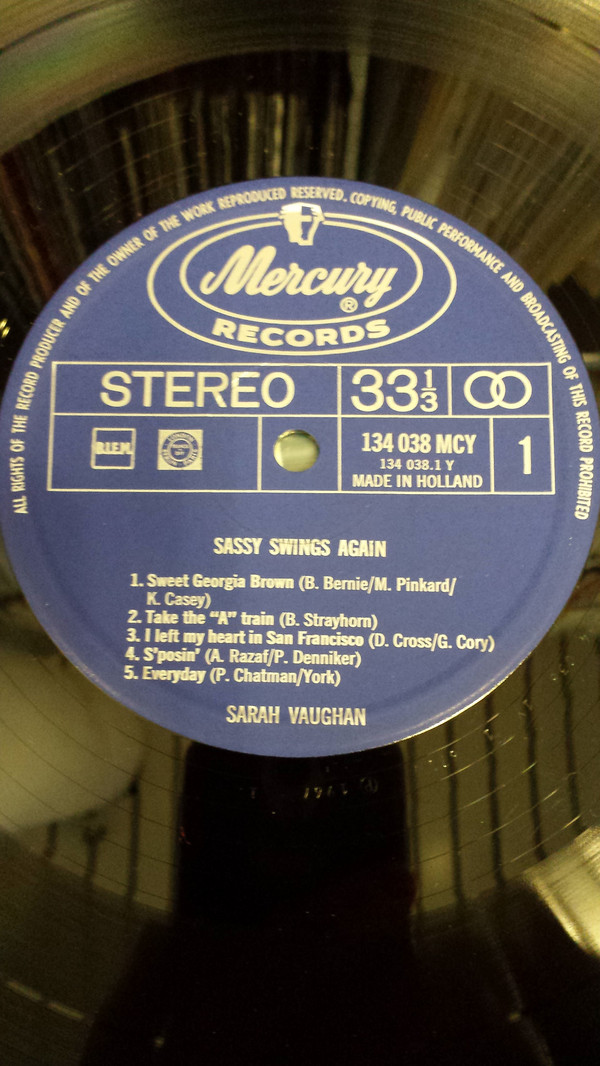 ALL RIGHTS OF THE RECORD PRODUCER AND OF THE OWNER OF THE WORK REPRODUCED RESERVED. COPYING, PUBLIC PERFORMANCE AND BROADCASTING OF THIS RECORD PROHIBITED
Mercury ®
RECORDS
STEREO
33 1/3
B.I.E.M.
134 038 MCY
134 038.1 Y
MADE IN HOLLAND
1
SASSY SWINGS AGAIN
1. Sweet Georgia Brown (B. Bernie/M. Pinkard/
K. Casey)
2. Take the “A” train (B. Strayhorn)
3. I left my heart in San Francisco (D. Cross/G. Cory)
4. S'posin' (A. Razaf/P. Denniker)
5. Everyday (P. Chatman/York)
SARAH VAUGHAN